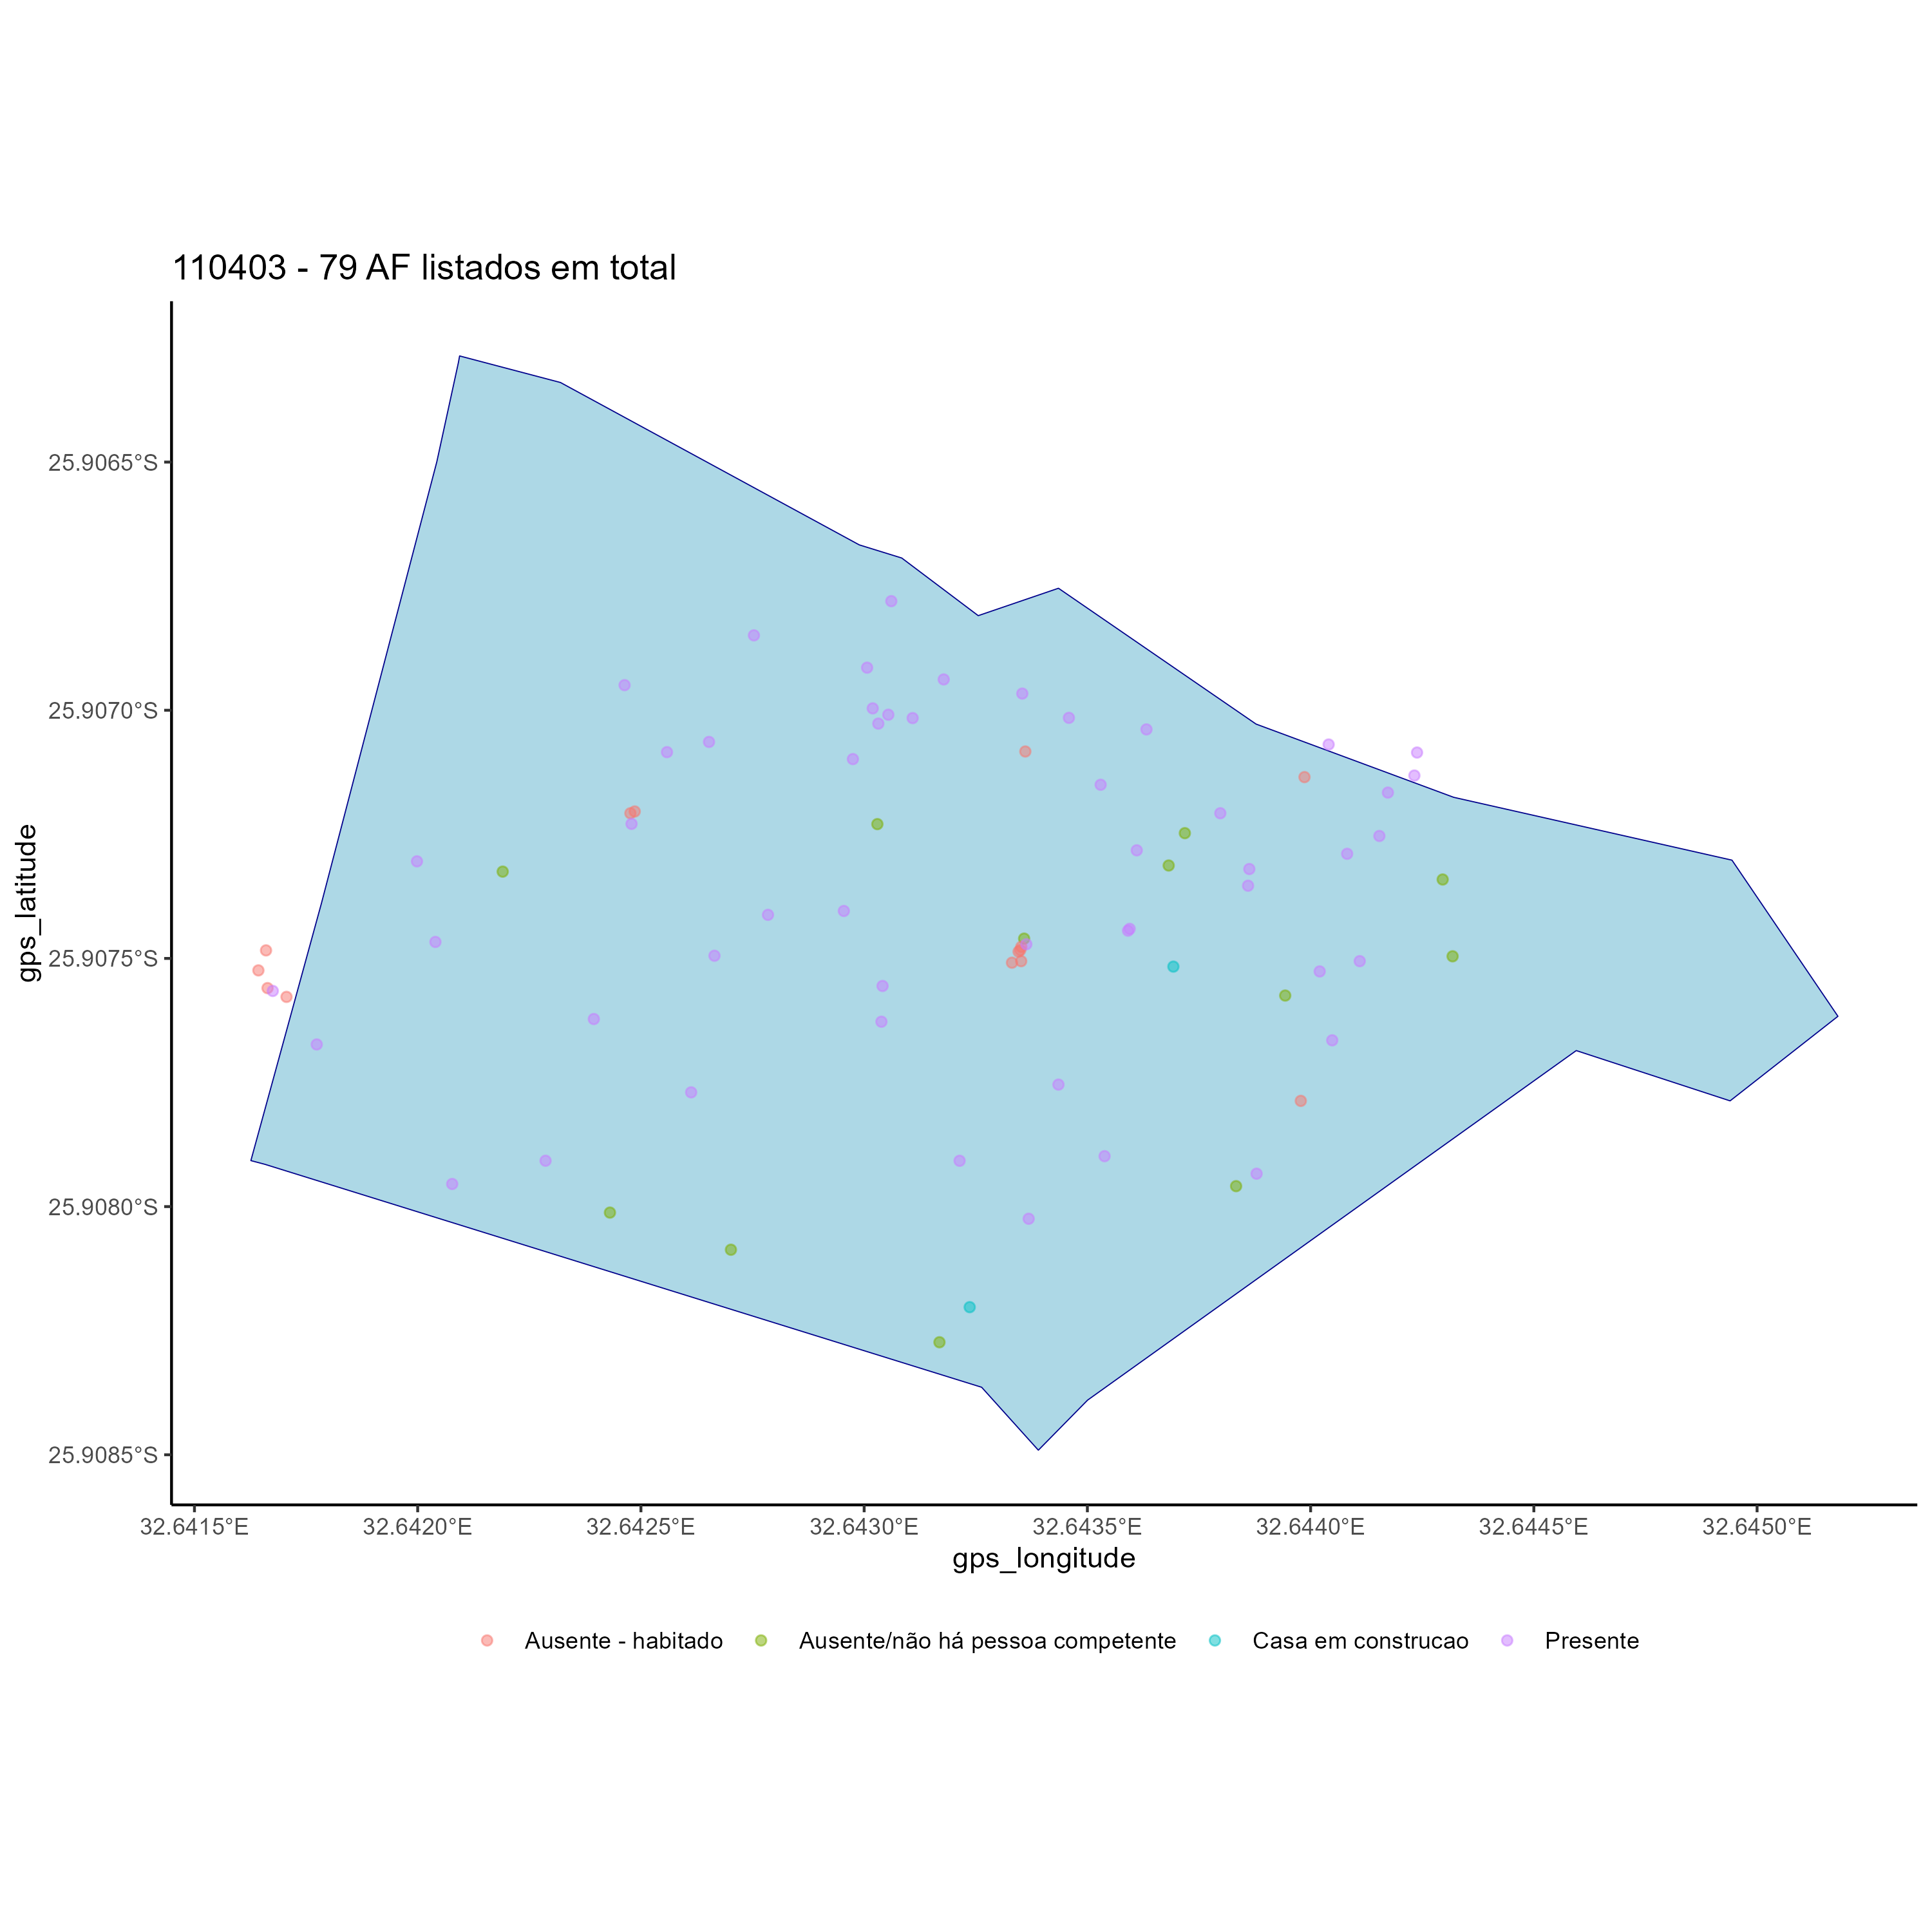 110403 - 79 AF listados em total
gps_latitude
25.9065°S
25.9070°S
25.9075°S
25.9080°S
25.9085°S
32.6415°E 32.6420°E 32.6425°E 32.6430°E 32.6435°E 32.6440°E 32.6445°E 32.6450°E
gps_longitude
Ausente - habitado Ausente/não há pessoa competente Casa em construcao Presente